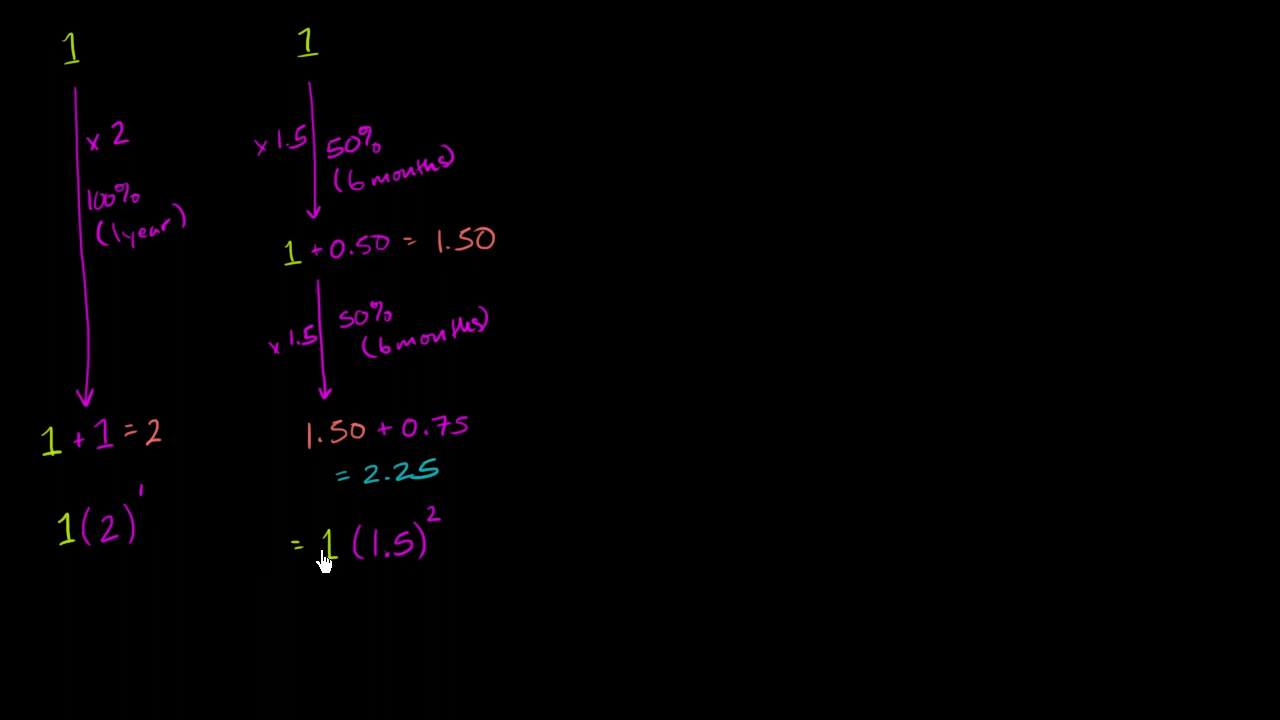 1
× 2
100%
(1 year)
1 + 1 = 2
1(2)^1
1
× 1.5
50%
(6 months)
1 + 0.50 = 1.50
× 1.5
50%
(6 months)
1.50 + 0.75
= 2.25
= 1 (1.5)^2